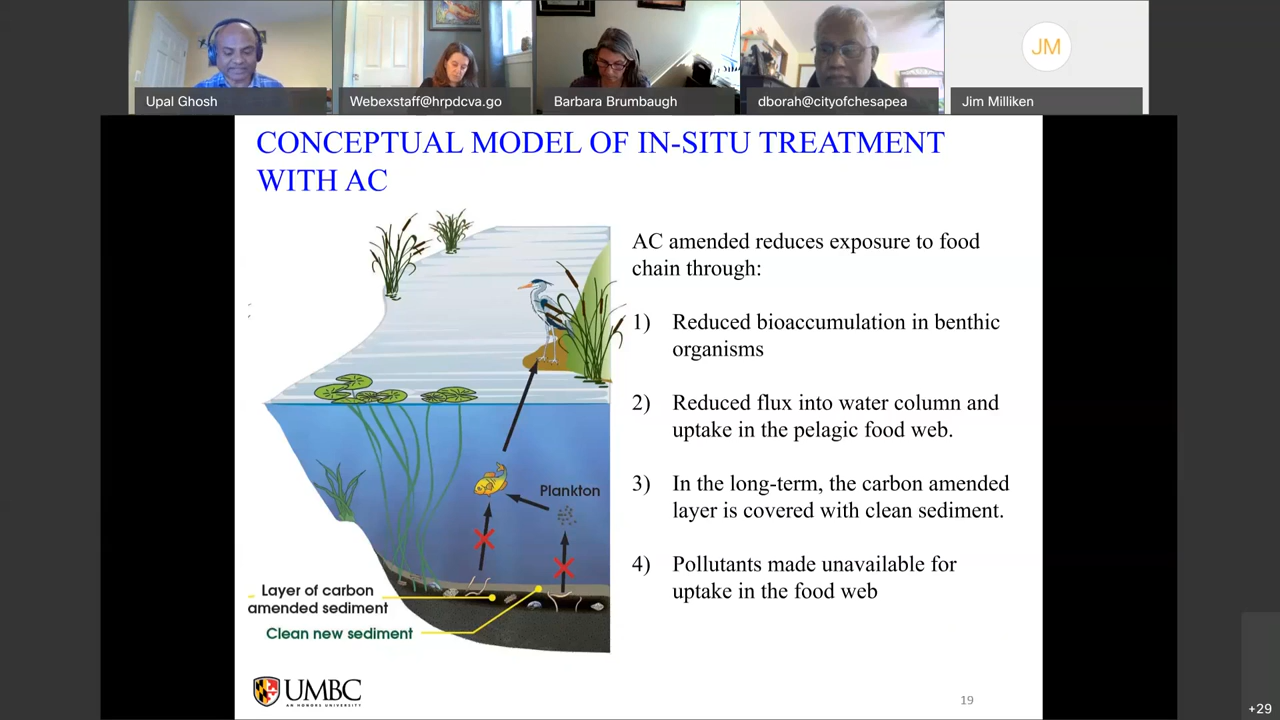 Upal Ghosh
Webexstaff@hrpdcva.go
Barbara Brumbaugh
dborah@cityofchesapea
JM
Jim Milliken
CONCEPTUAL MODEL OF IN-SITU TREATMENT
WITH AC
AC amended reduces exposure to food
chain through:
1) Reduced bioaccumulation in benthic
organisms
2) Reduced flux into water column and
uptake in the pelagic food web.
3) In the long-term, the carbon amended
layer is covered with clean sediment.
4) Pollutants made unavailable for
uptake in the food web
Plankton
Layer of carbon
amended sediment
Clean new sediment
UMBC
AN HONORS UNIVERSITY
19
+29